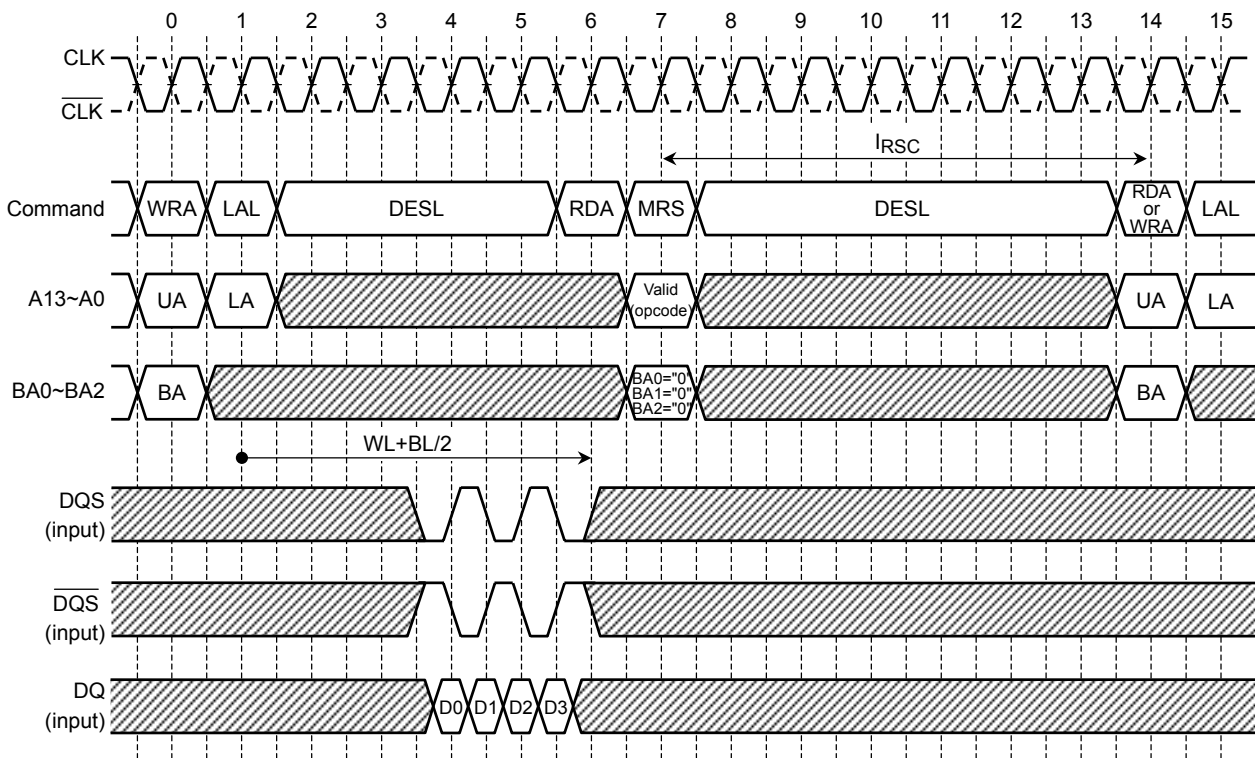 0 1 2 3 4 5 6 7 8 9 10 11 12 13 14 15
CLK
CLK
IRSC
Command WRA LAL DESL RDA MRS DESL RDA or WRA LAL
A13~A0 UA LA Valid (opcode) UA LA
BA0~BA2 BA BA0="0" BA1="0" BA2="0" BA
WL+BL/2
DQS
(input)
DQS
(input)
DQ
(input)
D0 D1 D2 D3